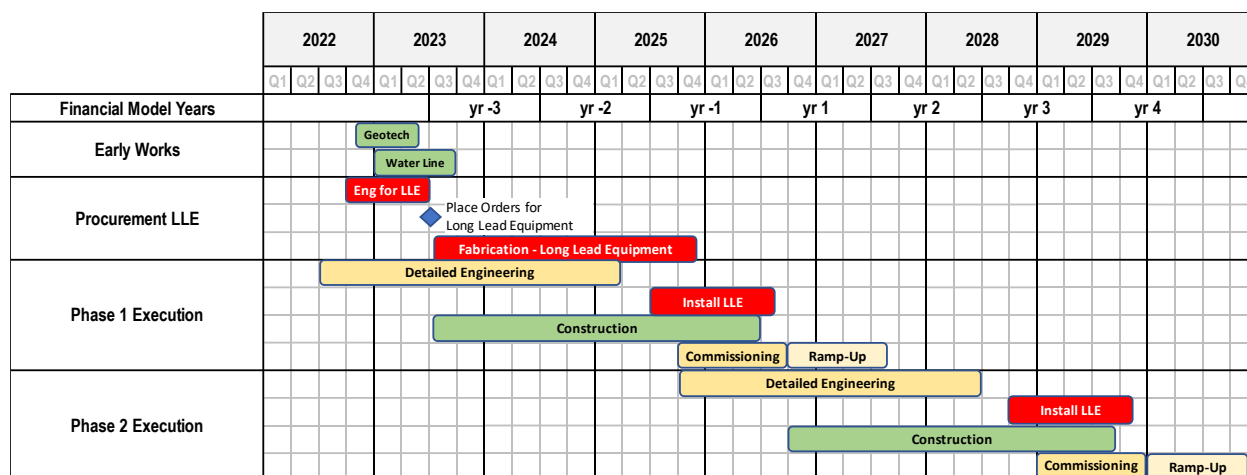 2022 2023 2024 2025 2026 2027 2028 2029 2030
Q1 Q2 Q3 Q4 Q1 Q2 Q3 Q4 Q1 Q2 Q3 Q4 Q1 Q2 Q3 Q4 Q1 Q2 Q3 Q4 Q1 Q2 Q3 Q4 Q1 Q2 Q3 Q4 Q1 Q2 Q3 Q4 Q1 Q2 Q3
Financial Model Years yr -3 yr -2 yr -1 yr 1 yr 2 yr 3 yr 4
Early Works
Geotech
Water Line
Procurement LLE
Eng for LLE
Place Orders for
Long Lead Equipment
Fabrication - Long Lead Equipment
Phase 1 Execution
Detailed Engineering
Install LLE
Construction
Commissioning Ramp-Up
Phase 2 Execution
Detailed Engineering
Install LLE
Construction
Commissioning Ramp-Up